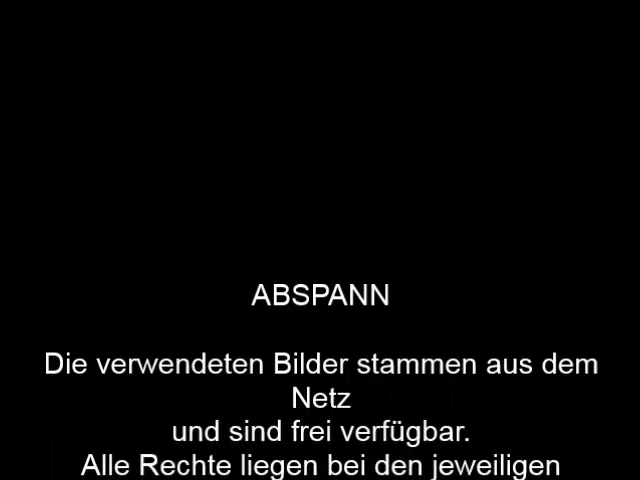 ABSPANN
Die verwendeten Bilder stammen aus dem
Netz
und sind frei verfügbar.
Alle Rechte liegen bei den jeweiligen